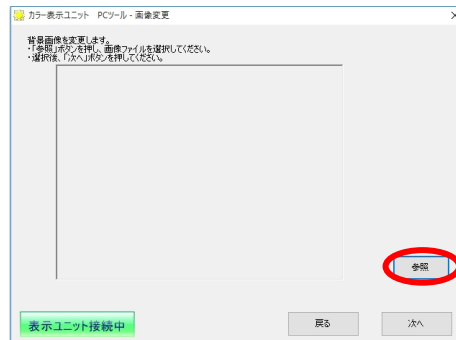 カラー表示ユニット　PCツール - 画像変更
背景画像を変更します。
・「参照」ボタンを押し、画像ファイルを選択してください。
・選択後、「次へ」ボタンを押してください。
参照
表示ユニット接続中
戻る
次へ